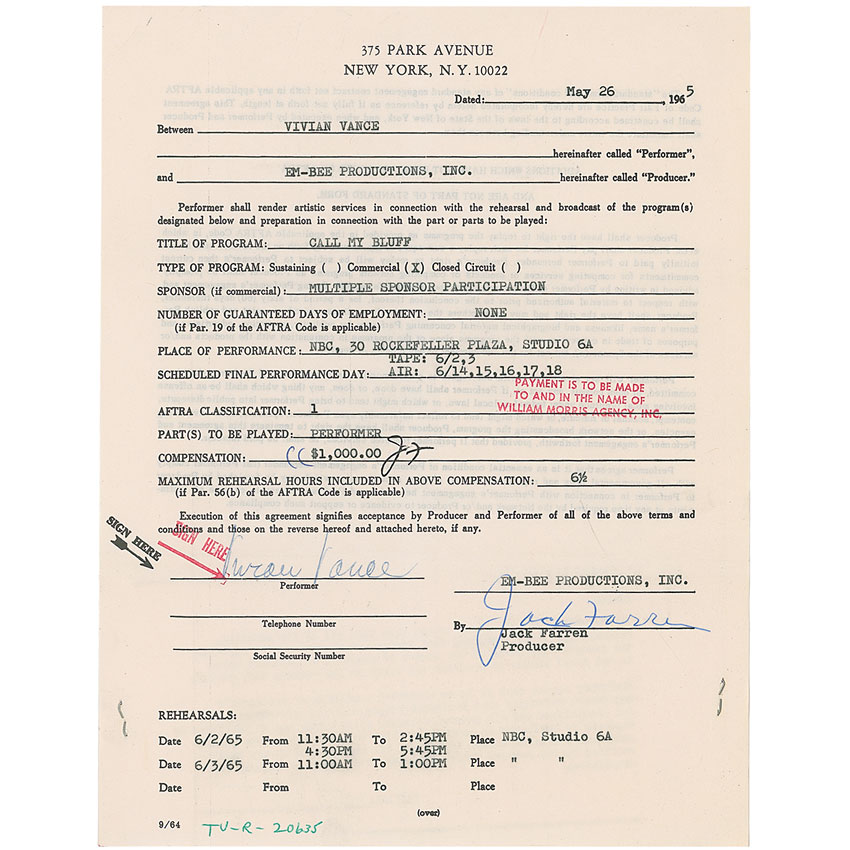 375 PARK AVENUE
NEW YORK, N.Y. 10022
Dated: May 26, 1965
Between VIVIAN VANCE
hereinafter called "Performer",
and EM-BEE PRODUCTIONS, INC. hereinafter called "Producer."
Performer shall render artistic services in connection with the rehearsal and broadcast of the program(s)
designated below and preparation in connection with the part or parts to be played:
TITLE OF PROGRAM: CALL MY BLUFF
TYPE OF PROGRAM: Sustaining ( ) Commercial (X) Closed Circuit ( )
SPONSOR (if commercial): MULTIPLE SPONSOR PARTICIPATION
NUMBER OF GUARANTEED DAYS OF EMPLOYMENT: NONE
(if Par. 19 of the AFTRA Code is applicable)
PLACE OF PERFORMANCE: NBC, 30 ROCKEFELLER PLAZA, STUDIO 6A
TAPE: 6/2,3
SCHEDULED FINAL PERFORMANCE DAY: AIR: 6/14,15,16,17,18
PAYMENT IS TO BE MADE
TO AND IN THE NAME OF
WILLIAM MORRIS AGENCY, INC.
AFTRA CLASSIFICATION: 1
PART(S) TO BE PLAYED: PERFORMER
COMPENSATION: $1,000.00
MAXIMUM REHEARSAL HOURS INCLUDED IN ABOVE COMPENSATION: 6½
(if Par. 56(b) of the AFTRA Code is applicable)
Execution of this agreement signifies acceptance by Producer and Performer of all of the above terms and
conditions and those on the reverse hereof and attached hereto, if any.
SIGN HERE
SIGN HERE
Vivian Vance
Performer
EM-BEE PRODUCTIONS, INC.
Telephone Number
By Jack Farren
Jack Farren
Producer
Social Security Number
REHEARSALS:
Date 6/2/65 From 11:30AM To 2:45PM Place NBC, Studio 6A
4:30PM 5:45PM
Date 6/3/65 From 11:00AM To 1:00PM Place " "
Date From To Place
(over)
9/64 TV-R-20635